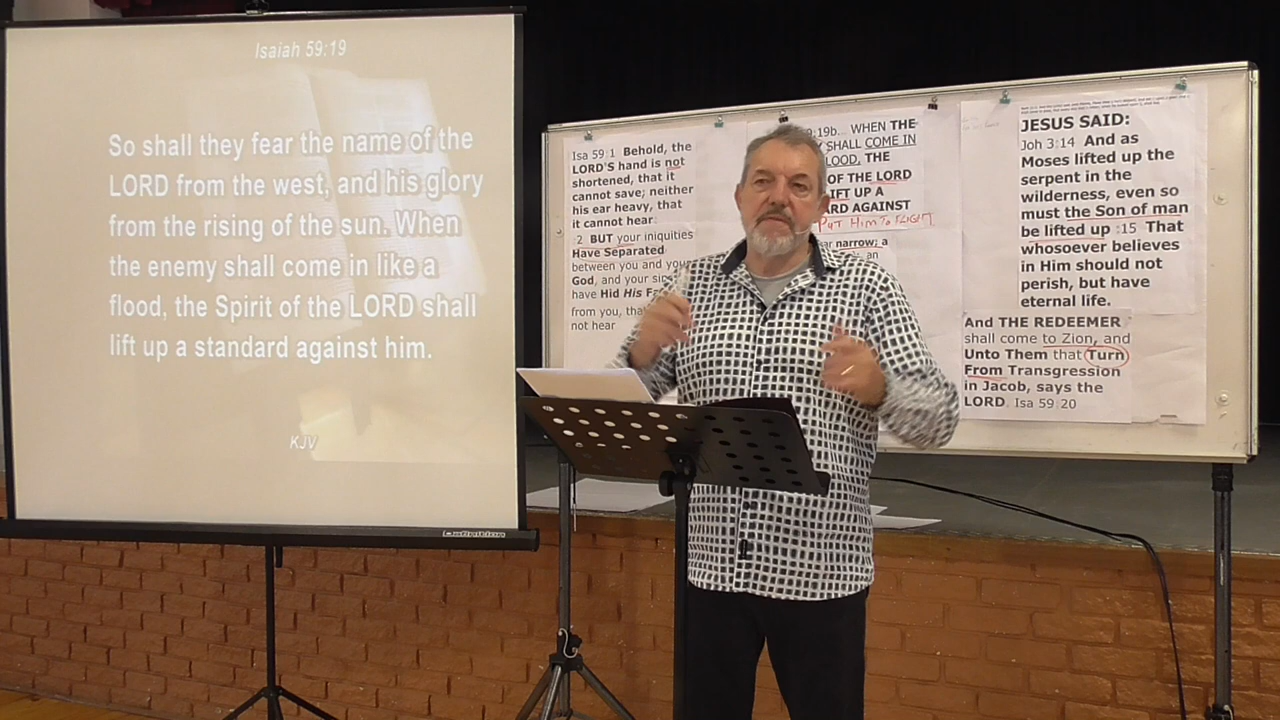 Isaiah 59:19
So shall they fear the name of the
LORD from the west, and his glory
from the rising of the sun. When
the enemy shall come in like a
flood, the Spirit of the LORD shall
lift up a standard against him.
KJV
Isa 59:1 Behold, the
LORD'S hand is not
shortened, that it
cannot save; neither
his ear heavy, that
it cannot hear
:2 BUT your iniquities
Have Separated
between you and your
God, and your
have Hid His
from you,
not hear
:19b... WHEN THE
SHALL COME IN
THE
OF THE LORD
UP A
AGAINST
PUT HIM TO FLIGHT
narrow; a
an
JESUS SAID:
Joh 3:14 And as
Moses lifted up the
serpent in the
wilderness, even so
must the Son of man
be lifted up :15 That
whosoever believes
in Him should not
perish, but have
eternal life.
And THE REDEEMER
shall come to Zion, and
Unto Them that Turn
From Transgression
in Jacob, says the
LORD. Isa 59:20